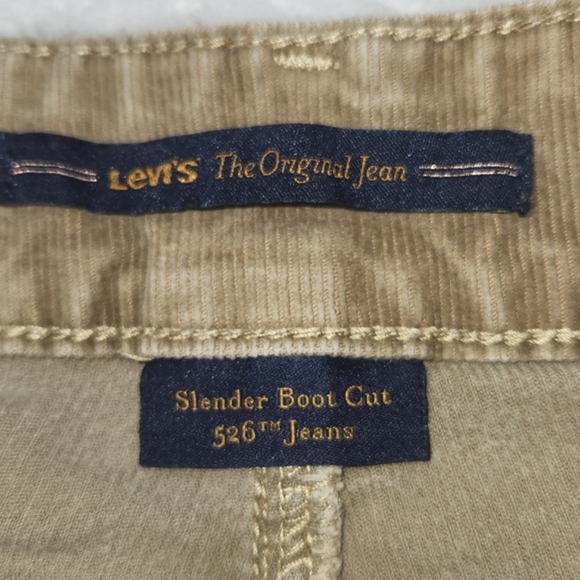 Levi's The Original Jean
Slender Boot Cut
526™ Jeans